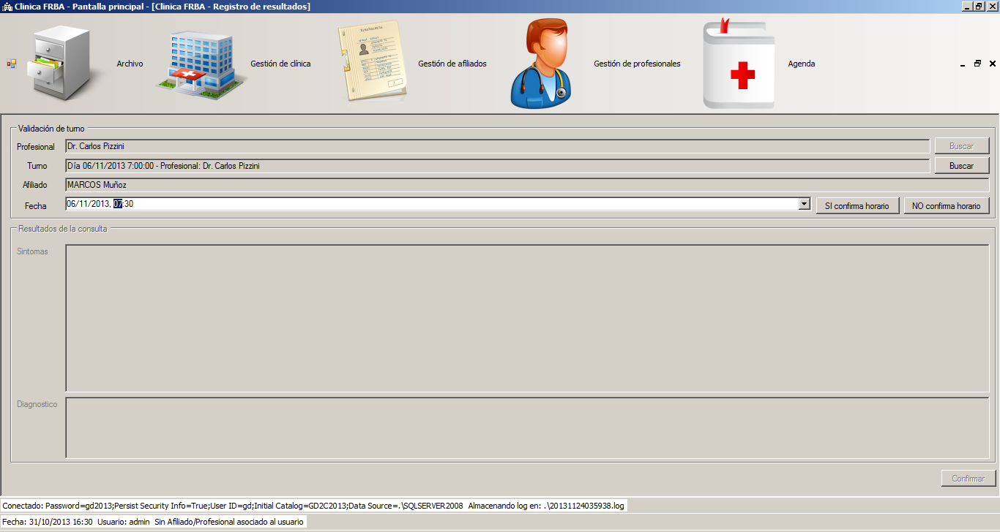 Clinica FRBA - Pantalla principal - [Clinica FRBA - Registro de resultados]
Archivo Gestión de clínica Gestión de afiliados Gestión de profesionales Agenda
Validación de turno
Profesional Dr. Carlos Pizzini Buscar
Turno Día 06/11/2013 7:00:00 - Profesional: Dr. Carlos Pizzini Buscar
Afiliado MARCOS Muñoz
Fecha 06/11/2013, 07:30 SI confirma horario NO confirma horario
Resultados de la consulta
Sintomas
Diagnostico
Confirmar
Conectado: Password=gd2013;Persist Security Info=True;User ID=gd;Initial Catalog=GD2C2013;Data Source=.\SQLSERVER2008 Almacenando log en: .\20131124035938.log
Fecha: 31/10/2013 16:30 Usuario: admin Sin Afiliado/Profesional asociado al usuario